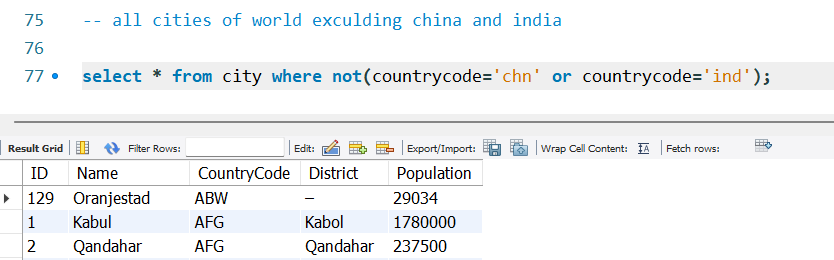 75 -- all cities of world exculding china and india
76
77 select * from city where not(countrycode='chn' or countrycode='ind');
Result Grid Filter Rows: Edit: Export/Import: Wrap Cell Content: Fetch rows:
ID Name CountryCode District Population
129 Oranjestad ABW – 29034
1 Kabul AFG Kabol 1780000
2 Qandahar AFG Qandahar 237500